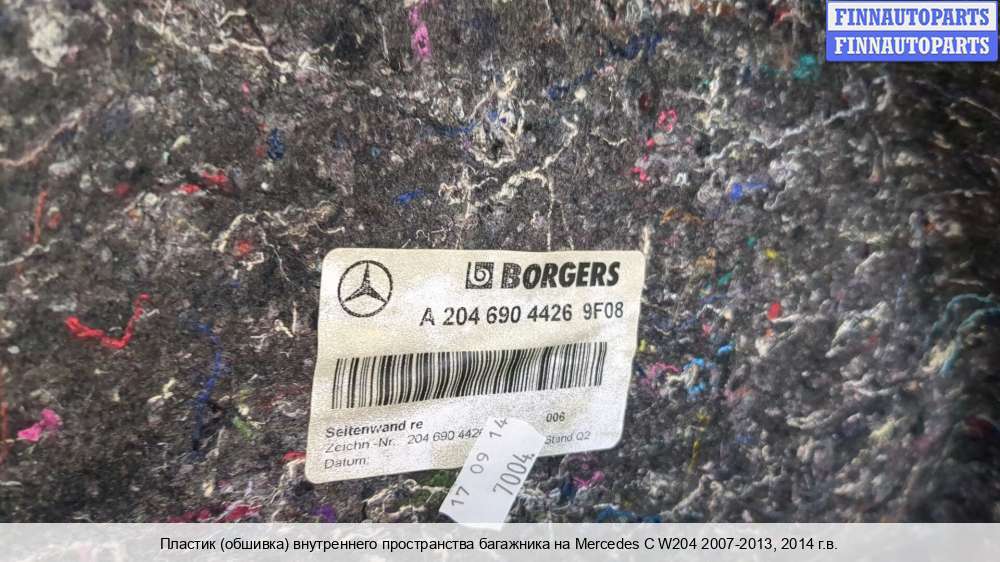 FINNAUTOPARTS
FINNAUTOPARTS
BORGERS
A 204 690 4426 9F08
Seitenwand re 006
Zeichn.-Nr. 204 690 442 Stand Q2
Datum:
17 09 14
7004
Пластик (обшивка) внутреннего пространства багажника на Mercedes C W204 2007-2013, 2014 г.в.